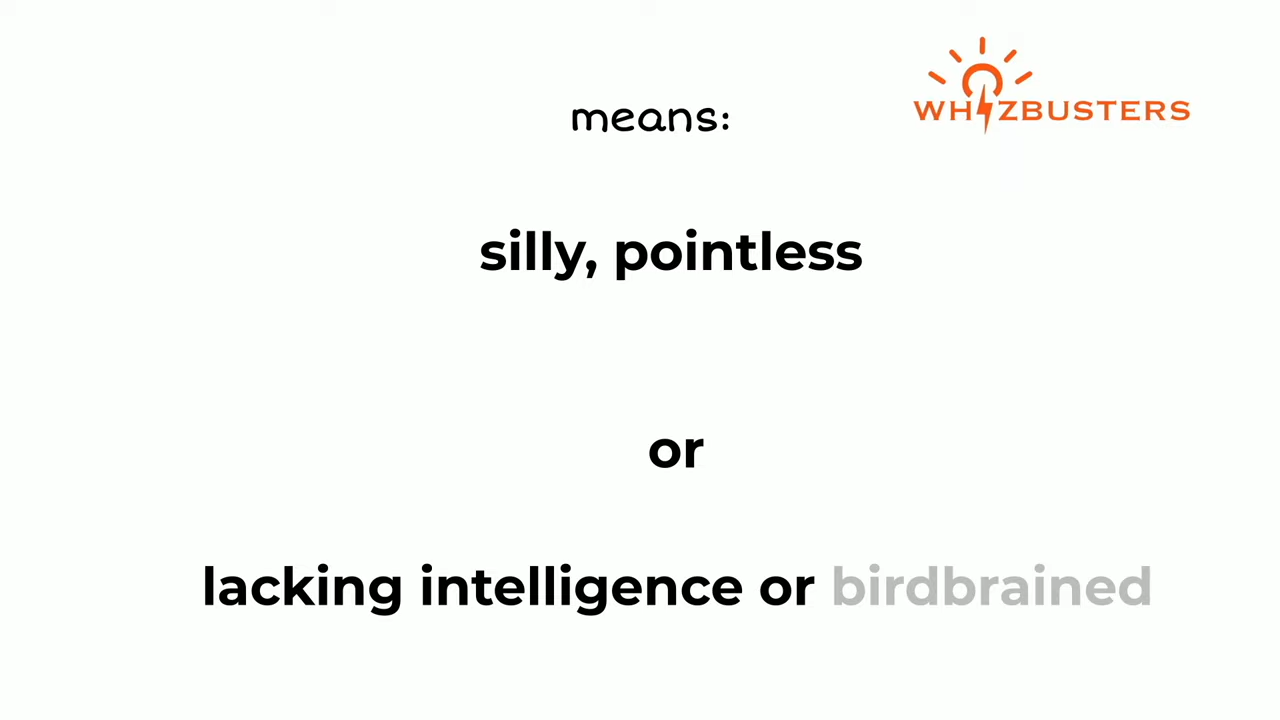 means:
WHIZBUSTERS
silly, pointless
or
lacking intelligence or birdbrained